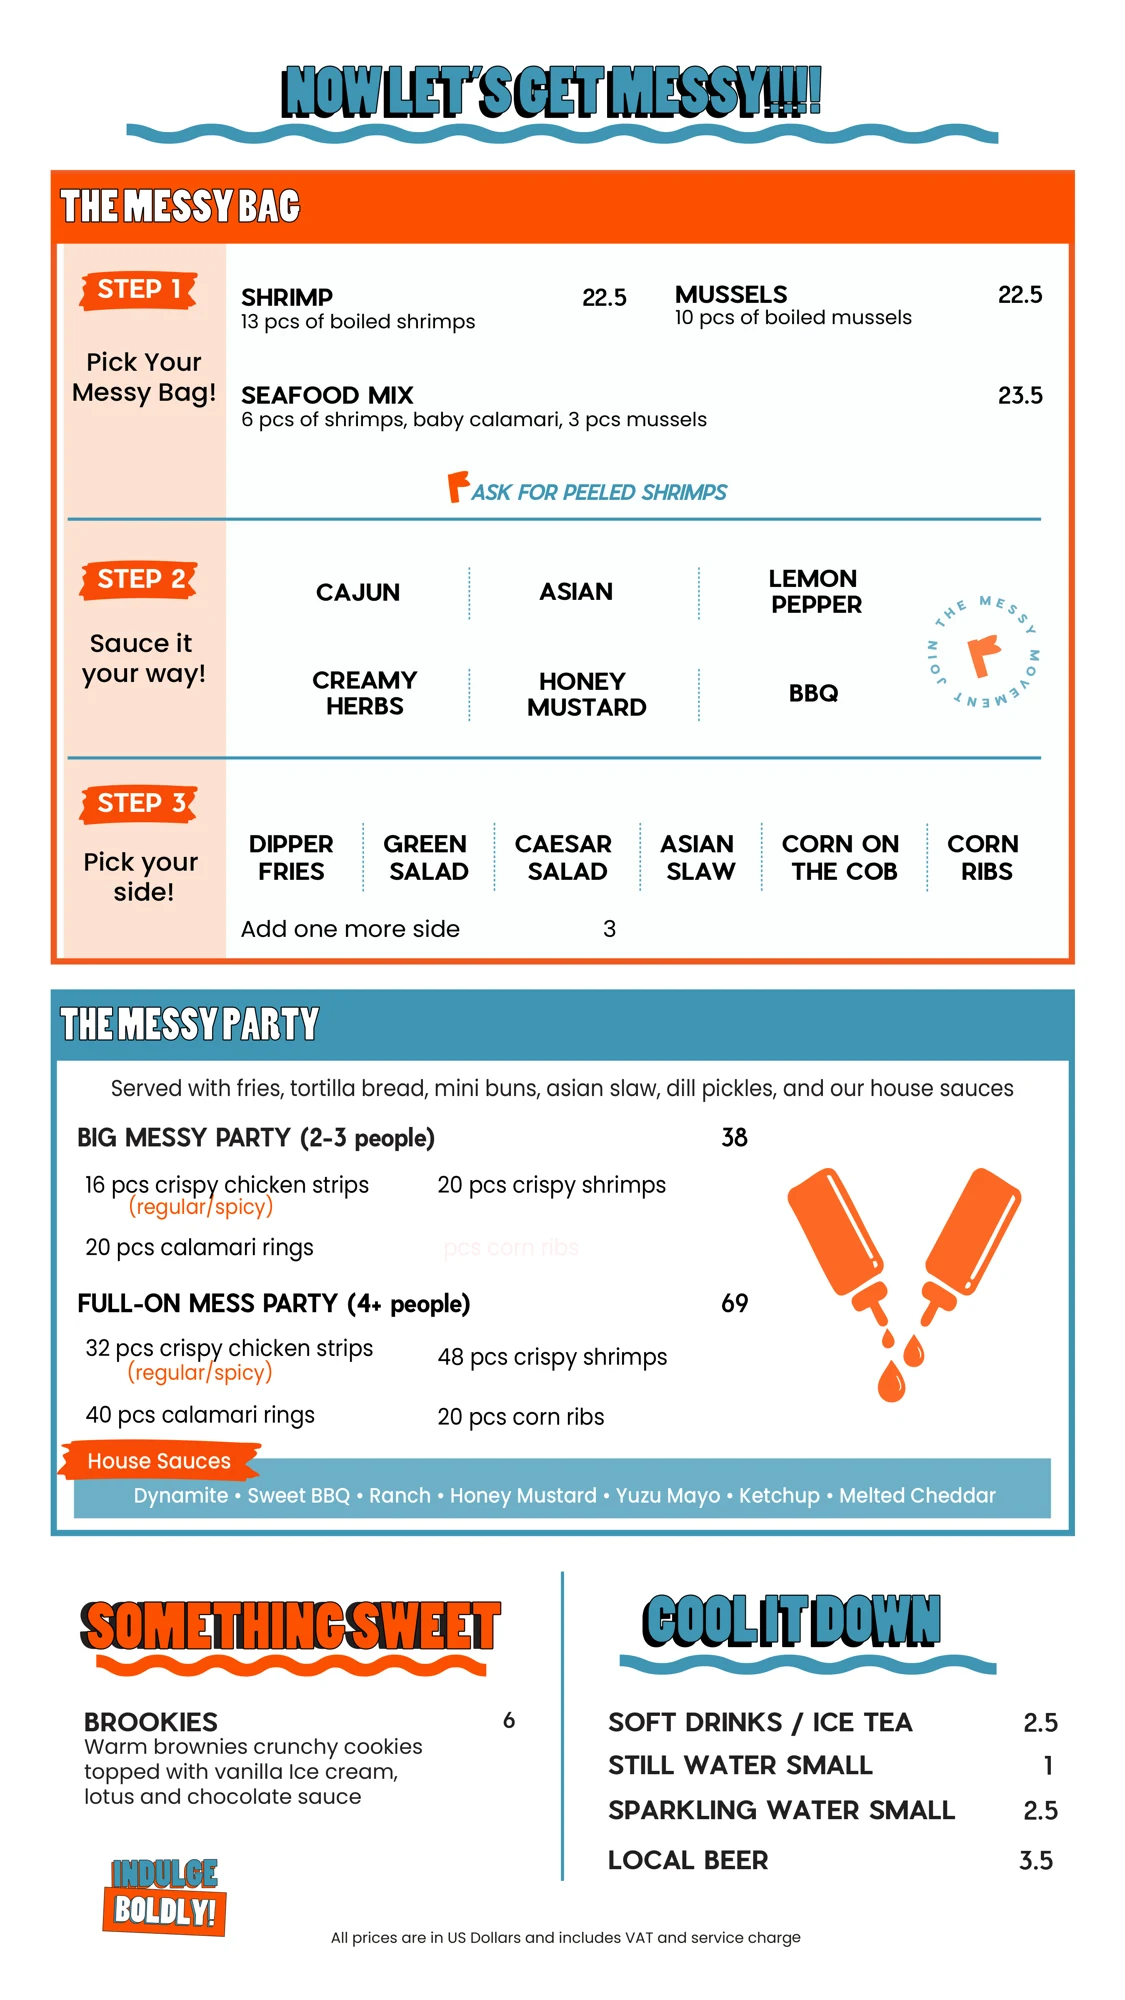 NOW LET'S GET MESSY!!!!
THE MESSY BAG
STEP 1
Pick Your
Messy Bag!
SHRIMP 22.5
13 pcs of boiled shrimps
MUSSELS 22.5
10 pcs of boiled mussels
SEAFOOD MIX 23.5
6 pcs of shrimps, baby calamari, 3 pcs mussels
ASK FOR PEELED SHRIMPS
STEP 2
Sauce it
your way!
CAJUN
ASIAN
LEMON
PEPPER
CREAMY
HERBS
HONEY
MUSTARD
BBQ
JOIN THE MESSY MOVEMENT
STEP 3
Pick your
side!
DIPPER
FRIES
GREEN
SALAD
CAESAR
SALAD
ASIAN
SLAW
CORN ON
THE COB
CORN
RIBS
Add one more side 3
THE MESSY PARTY
Served with fries, tortilla bread, mini buns, asian slaw, dill pickles, and our house sauces
BIG MESSY PARTY (2-3 people) 38
16 pcs crispy chicken strips
(regular/spicy)
20 pcs crispy shrimps
20 pcs calamari rings
pcs corn ribs
FULL-ON MESS PARTY (4+ people) 69
32 pcs crispy chicken strips
(regular/spicy)
48 pcs crispy shrimps
40 pcs calamari rings
20 pcs corn ribs
House Sauces
Dynamite • Sweet BBQ • Ranch • Honey Mustard • Yuzu Mayo • Ketchup • Melted Cheddar
SOMETHING SWEET
BROOKIES 6
Warm brownies crunchy cookies
topped with vanilla Ice cream,
lotus and chocolate sauce
INDULGE
BOLDLY!
COOL IT DOWN
SOFT DRINKS / ICE TEA 2.5
STILL WATER SMALL 1
SPARKLING WATER SMALL 2.5
LOCAL BEER 3.5
All prices are in US Dollars and includes VAT and service charge